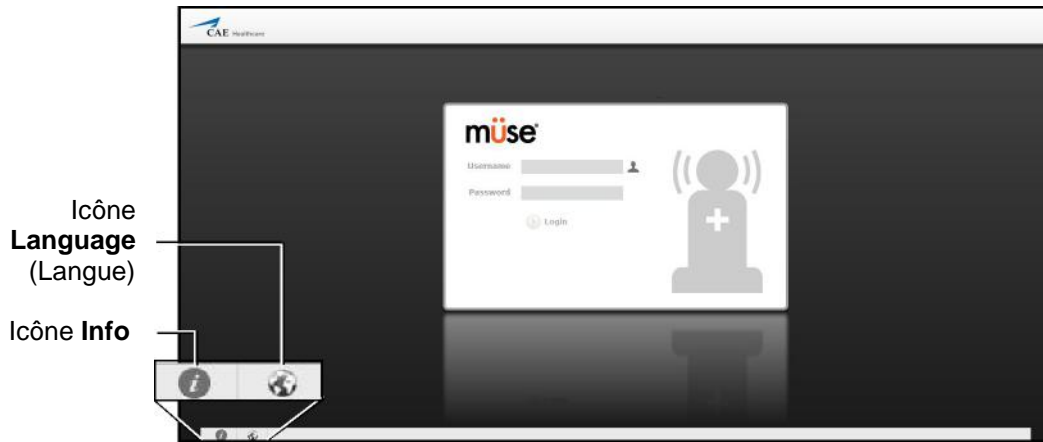 CAE Healthcare
müse®
Username
Password
Login
Icône
Language
(Langue)
Icône Info
i
i